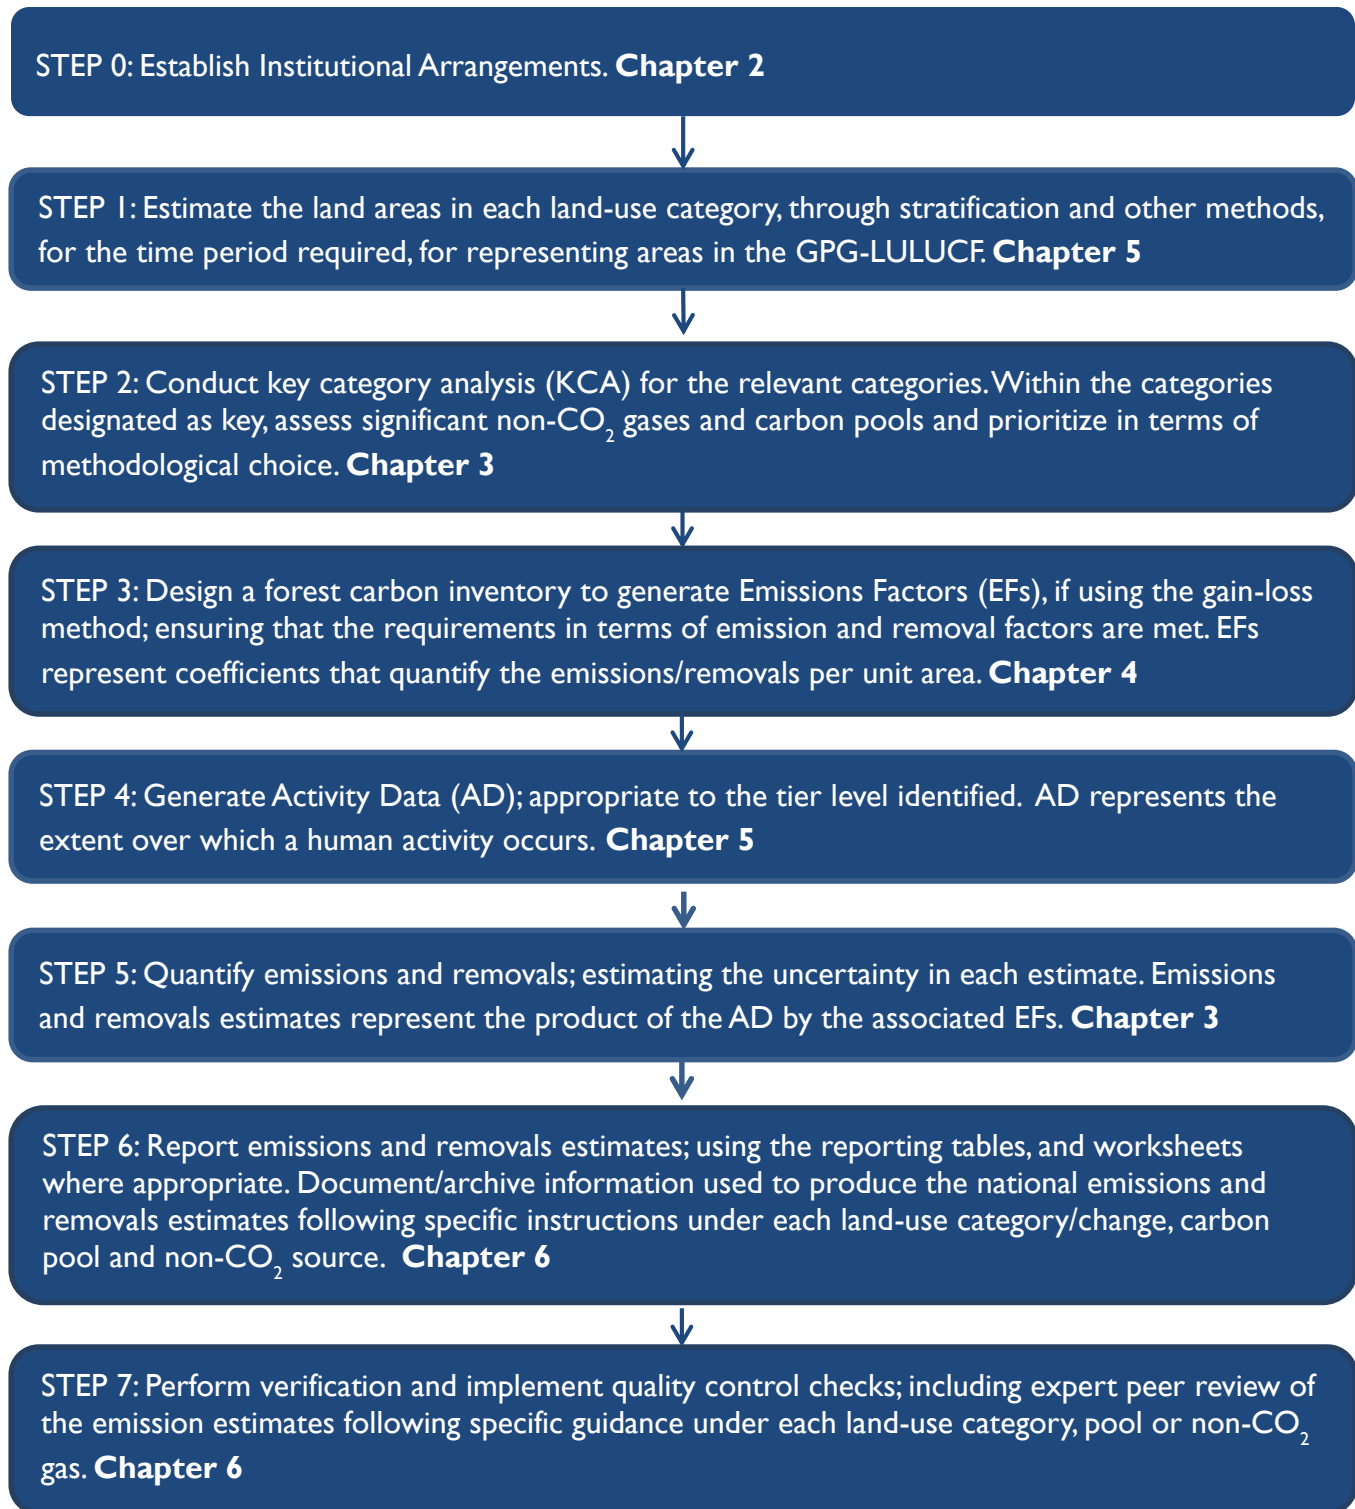 STEP 0: Establish Institutional Arrangements. Chapter 2
STEP 1: Estimate the land areas in each land-use category, through stratification and other methods,
for the time period required, for representing areas in the GPG-LULUCF. Chapter 5
STEP 2: Conduct key category analysis (KCA) for the relevant categories. Within the categories
designated as key, assess significant non-CO₂ gases and carbon pools and prioritize in terms of
methodological choice. Chapter 3
STEP 3: Design a forest carbon inventory to generate Emissions Factors (EFs), if using the gain-loss
method; ensuring that the requirements in terms of emission and removal factors are met. EFs
represent coefficients that quantify the emissions/removals per unit area. Chapter 4
STEP 4: Generate Activity Data (AD); appropriate to the tier level identified. AD represents the
extent over which a human activity occurs. Chapter 5
STEP 5: Quantify emissions and removals; estimating the uncertainty in each estimate. Emissions
and removals estimates represent the product of the AD by the associated EFs. Chapter 3
STEP 6: Report emissions and removals estimates; using the reporting tables, and worksheets
where appropriate. Document/archive information used to produce the national emissions and
removals estimates following specific instructions under each land-use category/change, carbon
pool and non-CO₂ source. Chapter 6
STEP 7: Perform verification and implement quality control checks; including expert peer review of
the emission estimates following specific guidance under each land-use category, pool or non-CO₂
gas. Chapter 6